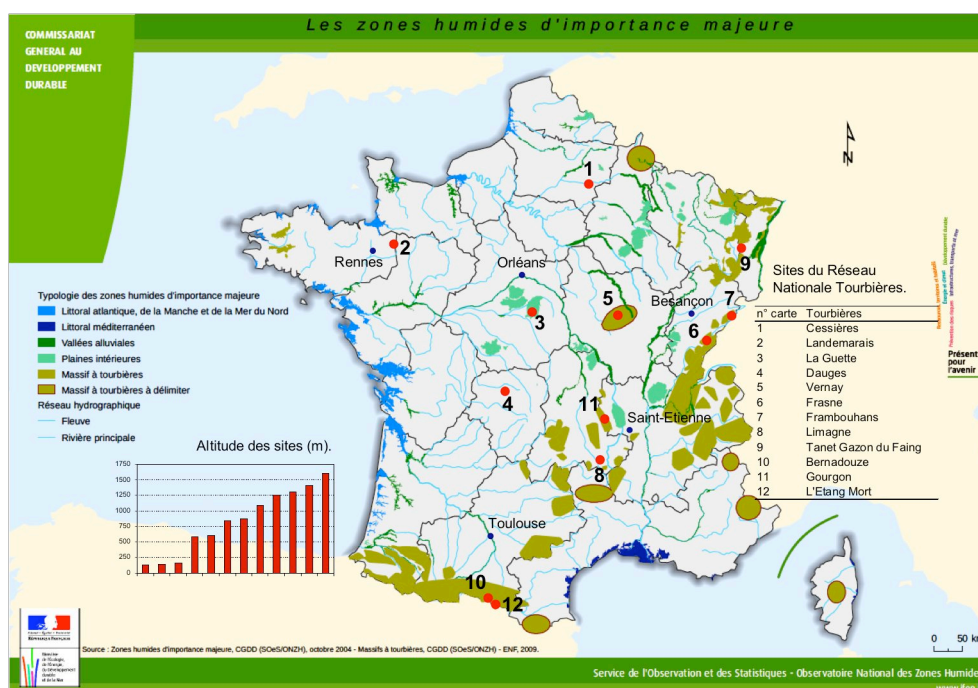 Les zones humides d'importance majeure
COMMISSARIAT
GENERAL AU
DEVELOPPEMENT
DURABLE
N
1
2
Rennes
Orléans
3
4
5
Besançon
6
7
8
9
10
11
12
Saint-Etienne
Toulouse
Typologie des zones humides d'importance majeure
Littoral atlantique, de la Manche et de la Mer du Nord
Littoral méditerranéen
Vallées alluviales
Plaines intérieures
Massif à tourbières
Massif à tourbières à délimiter
Réseau hydrographique
Fleuve
Rivière principale
Altitude des sites (m).
1750
1500
1250
1000
750
500
250
0
Sites du Réseau
Nationale Tourbières.
n° carte Tourbières
1 Cessières
2 Landemarais
3 La Guette
4 Dauges
5 Vernay
6 Frasne
7 Frambouhans
8 Limagne
9 Tanet Gazon du Faing
10 Bernadouze
11 Gourgon
12 L'Etang Mort
Présent
pour
l'avenir
0 50 km
Source : Zones humides d'importance majeure, CGDD (SOeS/ONZH), octobre 2004 - Massifs à tourbières, CGDD (SOeS/ONZH) - ENF, 2009.
Service de l'Observation et des Statistiques - Observatoire National des Zones Humide